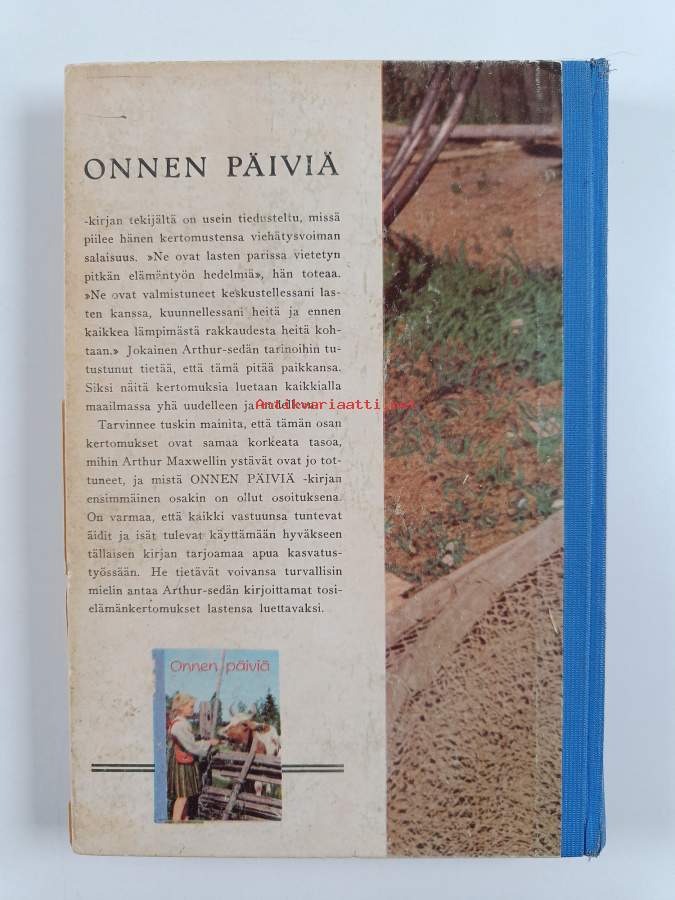 ONNEN PÄIVIÄ
-kirjan tekijältä on usein tiedusteltu, missä
piilee hänen kertomustensa viehätysvoiman
salaisuus. »Ne ovat lasten parissa vietetyn
pitkän elämäntyön hedelmiä», hän toteaa.
»Ne ovat valmistuneet keskustellessani las-
ten kanssa, kuunnellessani heitä ja ennen
kaikkea lämpimästä rakkaudesta heitä koh-
taan.» Jokainen Arthur-sedän tarinoihin tu-
tustunut tietää, että tämä pitää paikkansa.
Siksi näitä kertomuksia luetaan kaikkialla
maailmassa yhä uudelleen ja
Antikvariaatti.net
Tarvinnee tuskin mainita, että tämän osan
kertomukset ovat samaa korkeata tasoa,
mihin Arthur Maxwellin ystävät ovat jo tot-
tuneet, ja mistä ONNEN PÄIVIÄ -kirjan
ensimmäinen osakin on ollut osoituksena.
On varmaa, että kaikki vastuunsa tuntevat
äidit ja isät tulevat käyttämään hyväkseen
tällaisen kirjan tarjoamaa apua kasvatus-
työssään. He tietävät voivansa turvallisin
mielin antaa Arthur-sedän kirjoittamat tosi-
elämänkertomukset lastensa luettavaksi.
Onnen päiviä